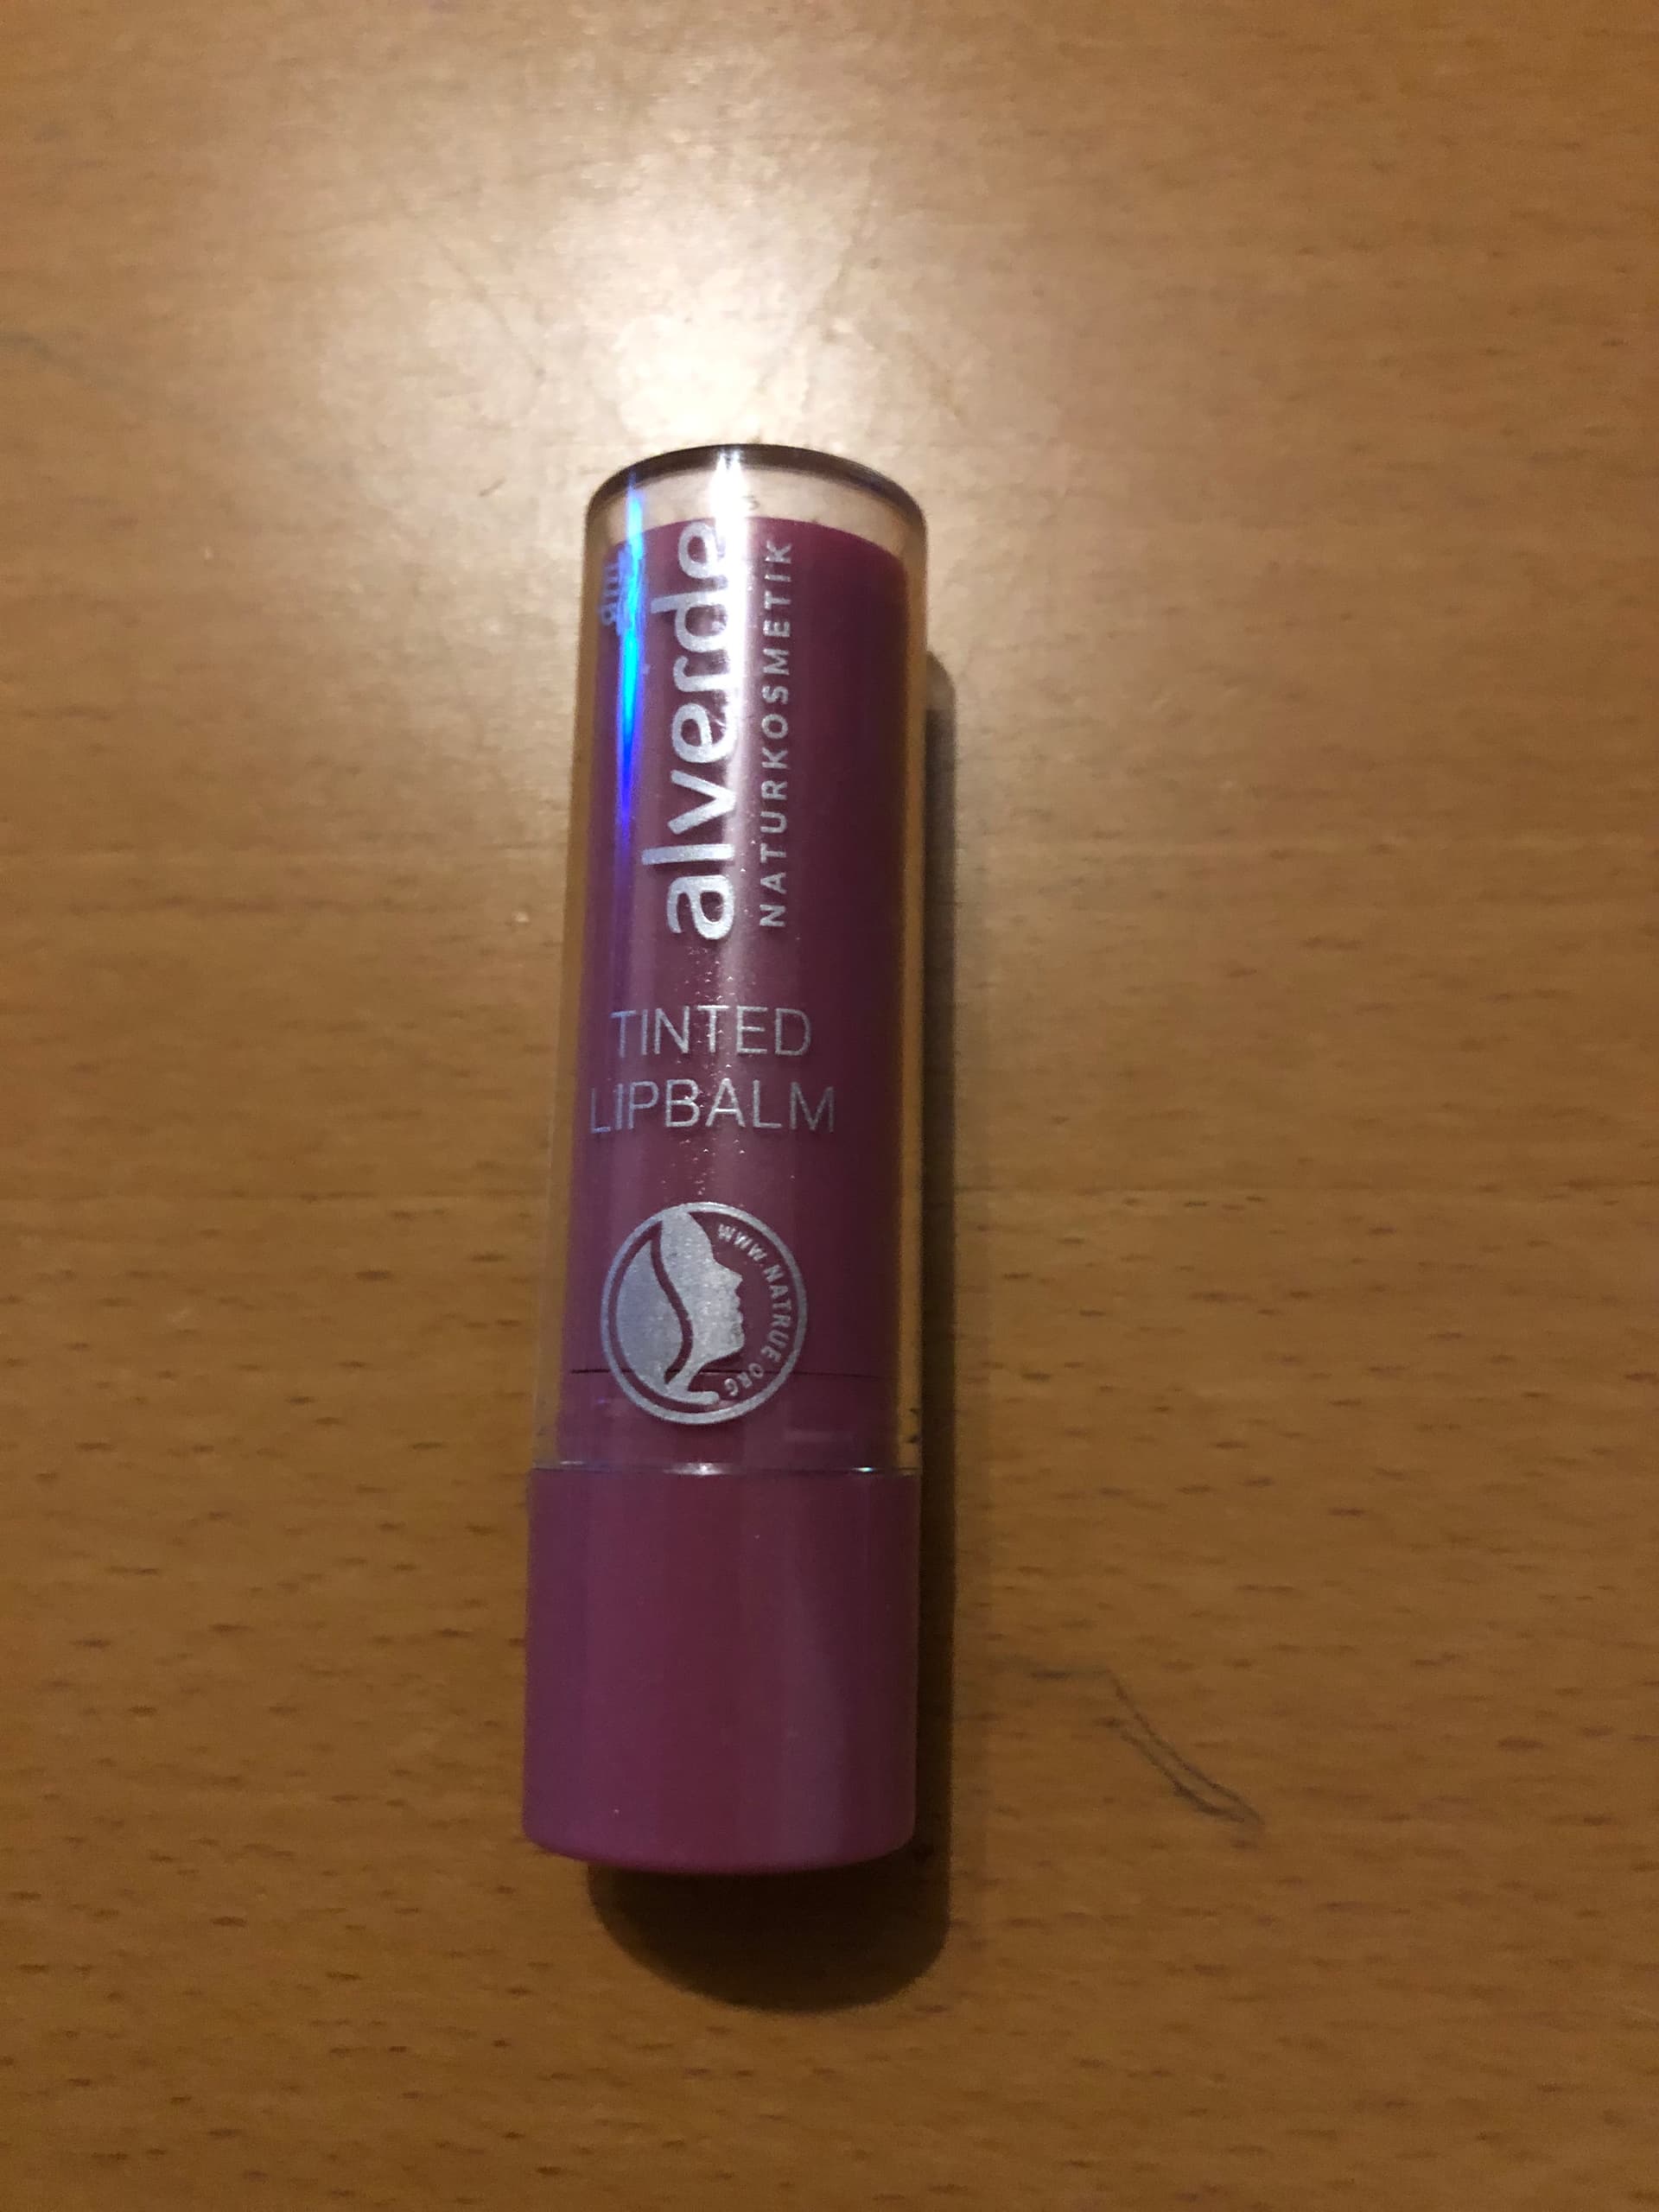 alverde
NATURKOSMETIK
TINTED
LIPBALM
WWW.NATRUE.ORG